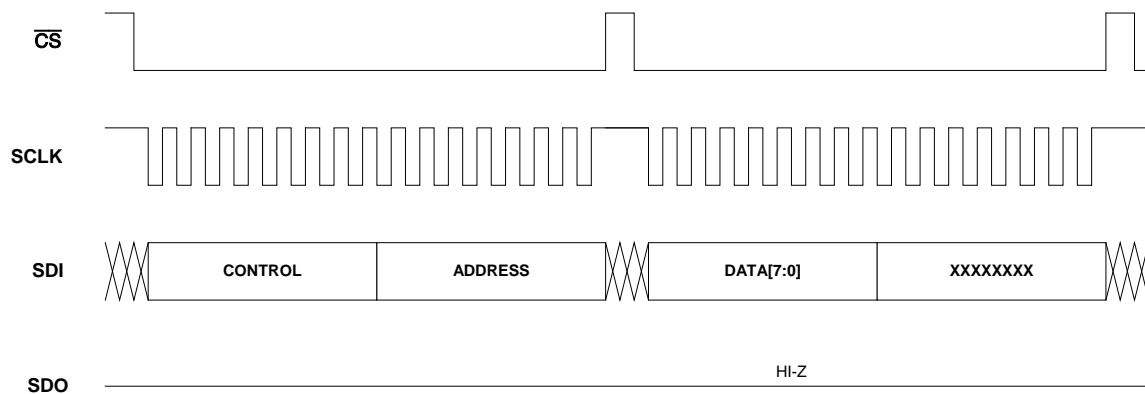 CS
SCLK
SDI CONTROL ADDRESS DATA[7:0] XXXXXXXX
HI-Z
SDO